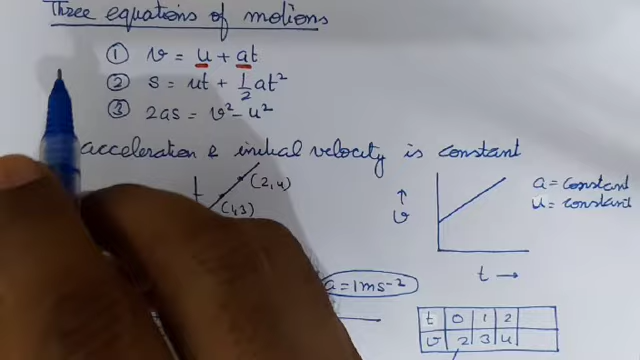 Three equations of motions
① v = u + at
② s = ut + 1/2 at²
③ 2as = v² - u²
acceleration & initial velocity is constant
(2,4)
(1,3)
v
t
a = constant
u = constant
a = 1ms-2
t 0 1 2
v 2 3 4